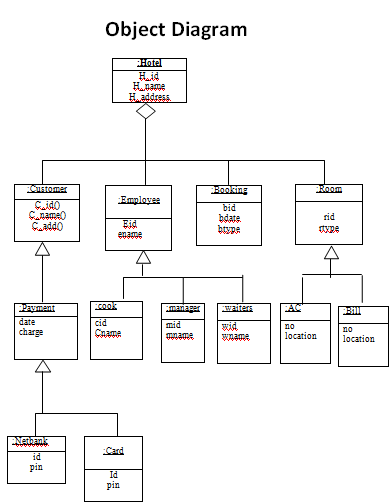 Object Diagram
:Hotel
H_id
H_name
H_address
:Customer
C_id()
C_name()
C_add()
:Employee
Eid
ename
:Booking
bid
bdate
btype
:Room
rid
rtype
:Payment
date
charge
:cook
cid
Cname
:manager
mid
mname
:waiters
wid
wname
:AC
no
location
:Bill
no
location
:Netbank
id
pin
:Card
Id
pin